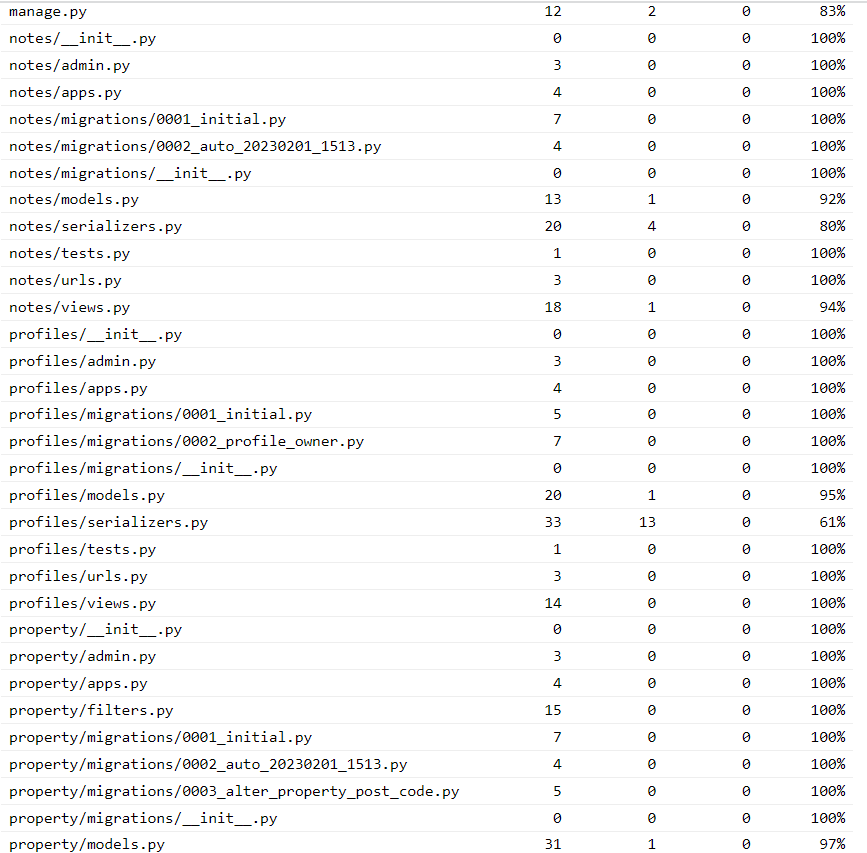 manage.py 12 2 0 83%
notes/__init__.py 0 0 0 100%
notes/admin.py 3 0 0 100%
notes/apps.py 4 0 0 100%
notes/migrations/0001_initial.py 7 0 0 100%
notes/migrations/0002_auto_20230201_1513.py 4 0 0 100%
notes/migrations/__init__.py 0 0 0 100%
notes/models.py 13 1 0 92%
notes/serializers.py 20 4 0 80%
notes/tests.py 1 0 0 100%
notes/urls.py 3 0 0 100%
notes/views.py 18 1 0 94%
profiles/__init__.py 0 0 0 100%
profiles/admin.py 3 0 0 100%
profiles/apps.py 4 0 0 100%
profiles/migrations/0001_initial.py 5 0 0 100%
profiles/migrations/0002_profile_owner.py 7 0 0 100%
profiles/migrations/__init__.py 0 0 0 100%
profiles/models.py 20 1 0 95%
profiles/serializers.py 33 13 0 61%
profiles/tests.py 1 0 0 100%
profiles/urls.py 3 0 0 100%
profiles/views.py 14 0 0 100%
property/__init__.py 0 0 0 100%
property/admin.py 3 0 0 100%
property/apps.py 4 0 0 100%
property/filters.py 15 0 0 100%
property/migrations/0001_initial.py 7 0 0 100%
property/migrations/0002_auto_20230201_1513.py 4 0 0 100%
property/migrations/0003_alter_property_post_code.py 5 0 0 100%
property/migrations/__init__.py 0 0 0 100%
property/models.py 31 1 0 97%